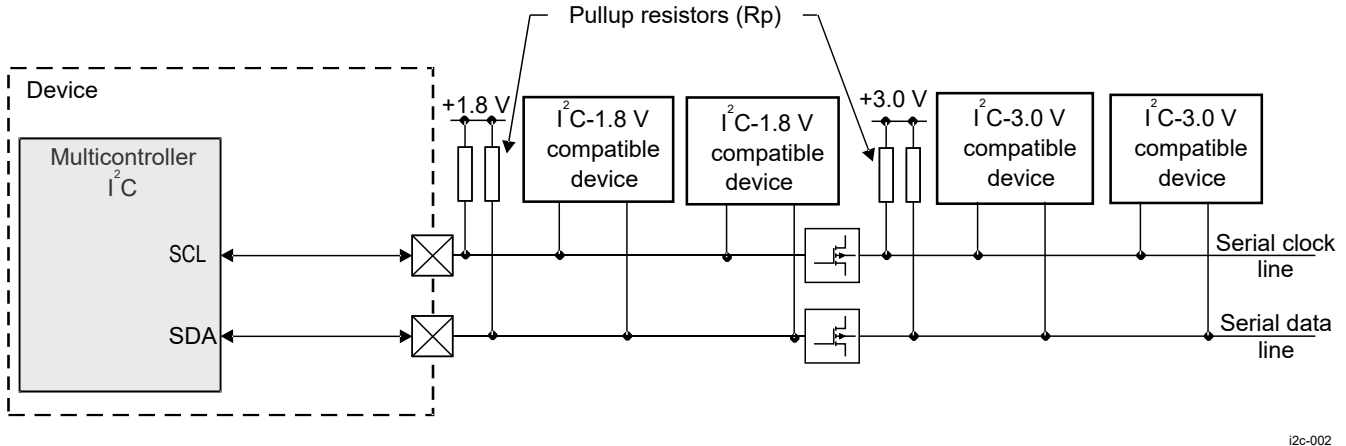 Pullup resistors (Rp)
Device
+1.8 V
+3.0 V
I²C-1.8 V
compatible
device
I²C-1.8 V
compatible
device
I²C-3.0 V
compatible
device
I²C-3.0 V
compatible
device
Multicontroller
I²C
SCL
SDA
Serial clock
line
Serial data
line
i2c-002